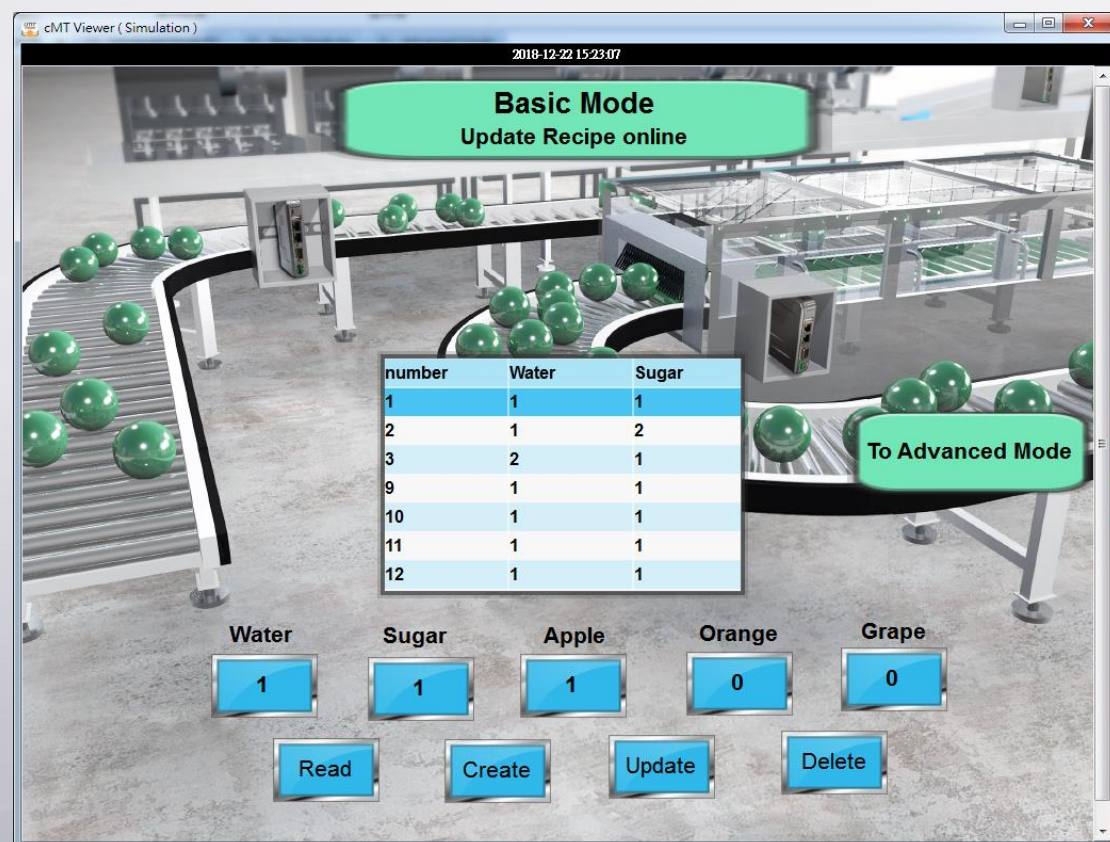 cMT Viewer ( Simulation )
2018-12-22 15:23:07
Basic Mode
Update Recipe online
number Water Sugar
1 1 1
2 1 2
3 2 1
9 1 1
10 1 1
11 1 1
12 1 1
To Advanced Mode
Water Sugar Apple Orange Grape
1 1 1 0 0
Read Create Update Delete